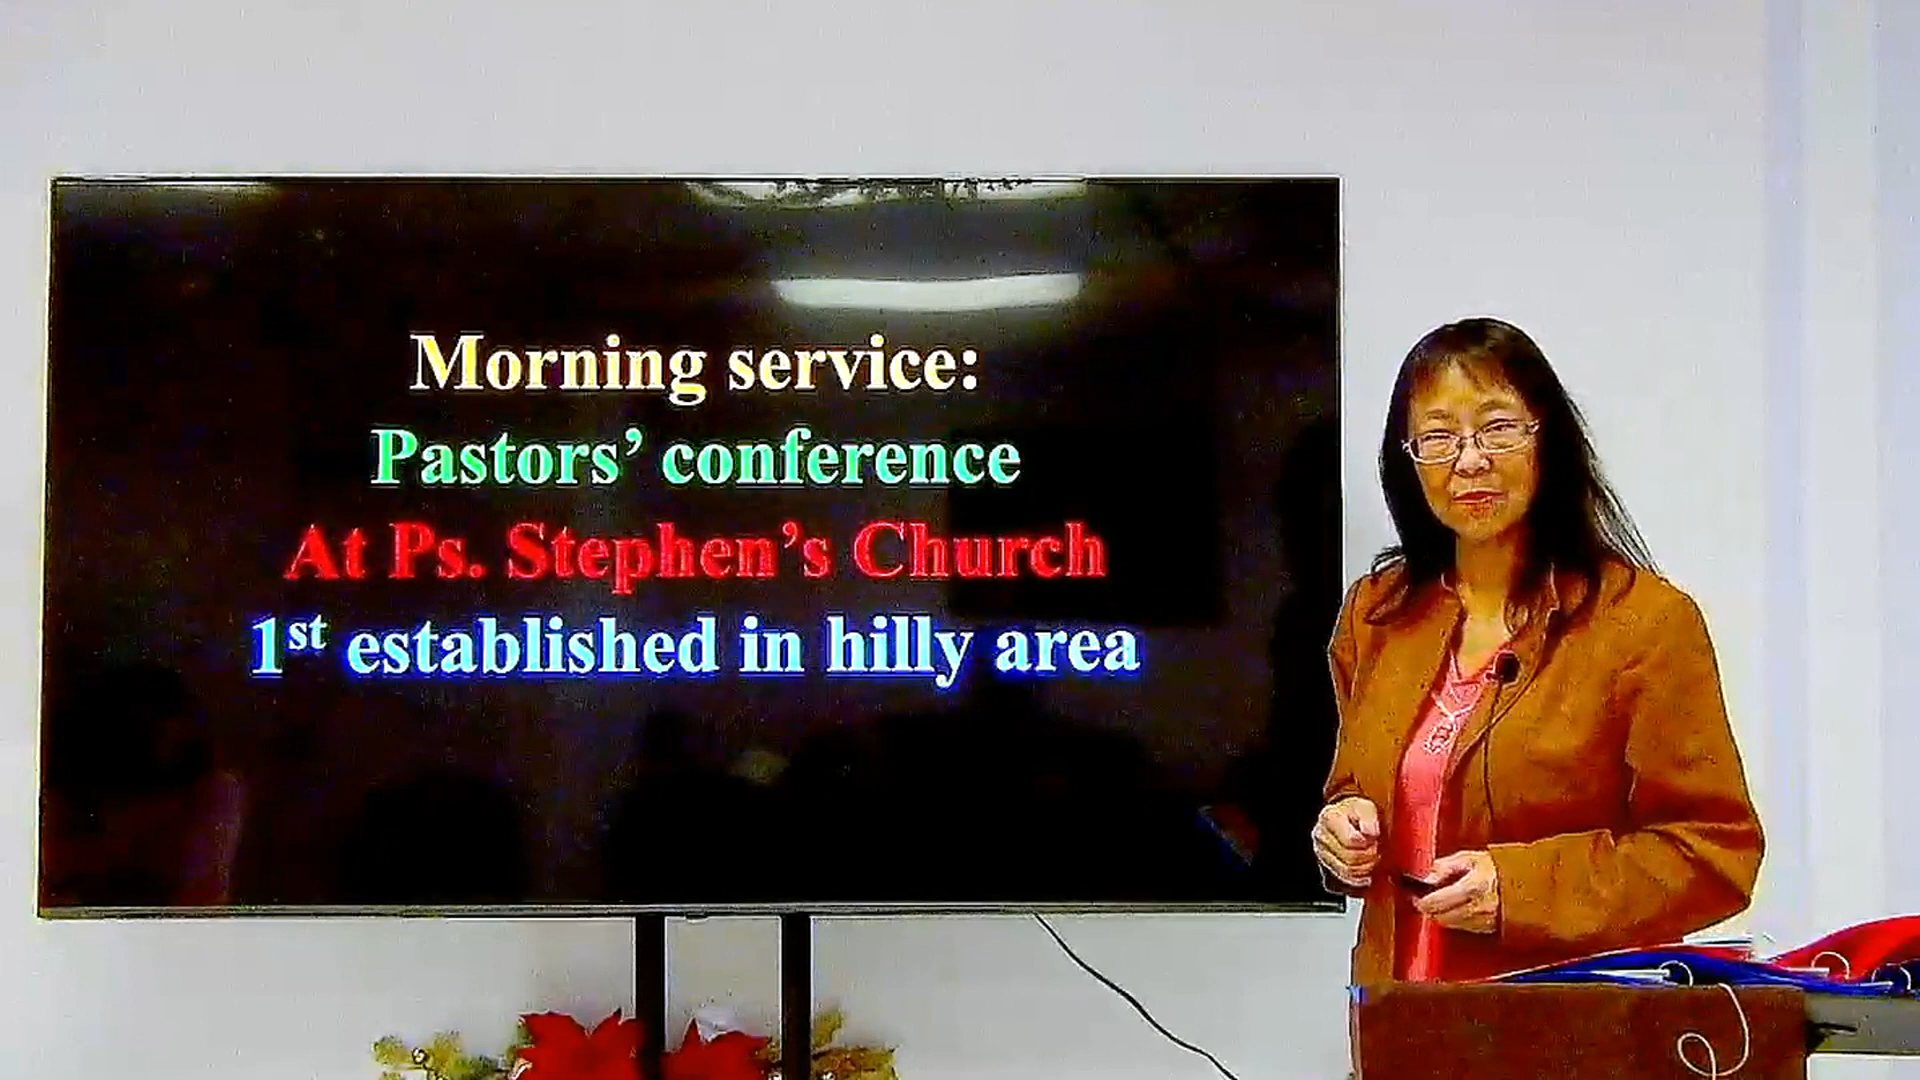 Morning service:
Pastors’ conference
At Ps. Stephen’s Church
1st established in hilly area